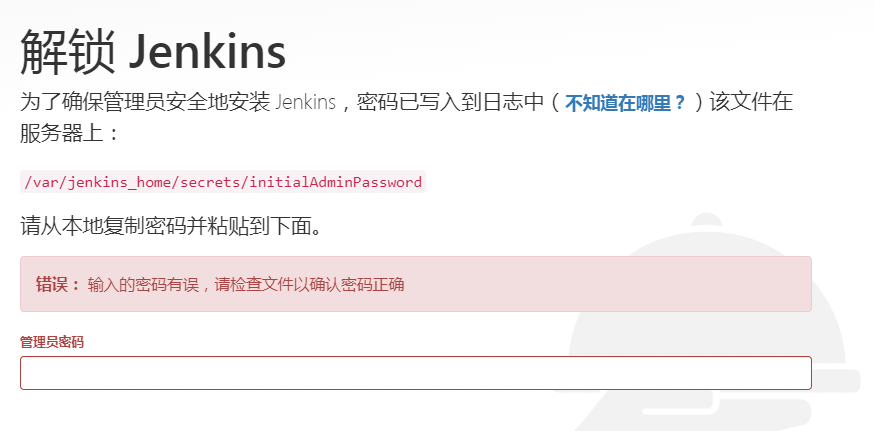 解锁 Jenkins
为了确保管理员安全地安装 Jenkins，密码已写入到日志中（不知道在哪里？）该文件在
服务器上：
/var/jenkins_home/secrets/initialAdminPassword
请从本地复制密码并粘贴到下面。
错误： 输入的密码有误，请检查文件以确认密码正确
管理员密码